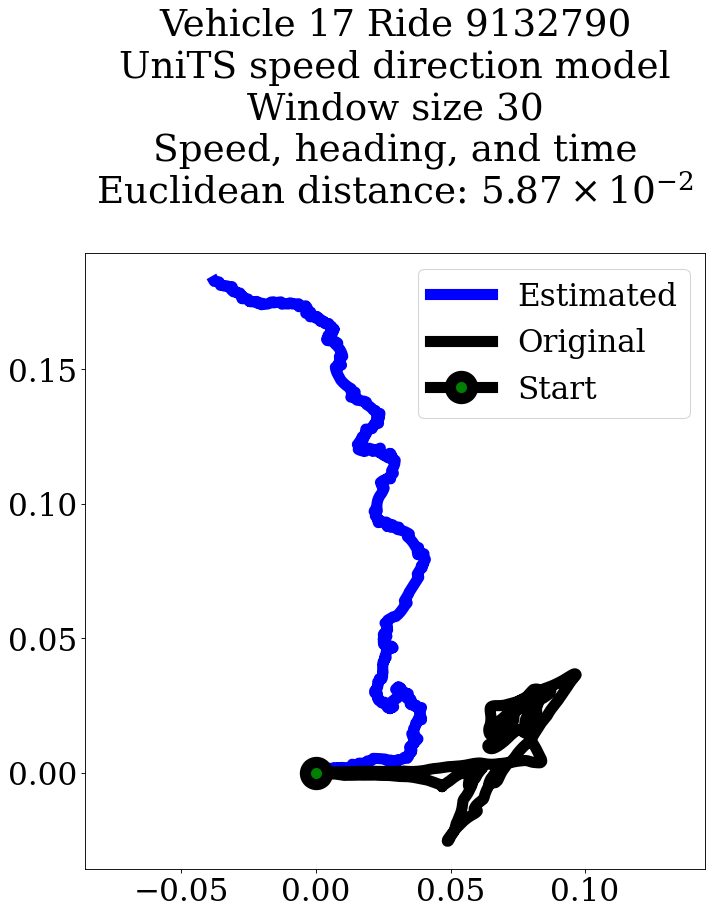 Vehicle 17 Ride 9132790
UniTS speed direction model
Window size 30
Speed, heading, and time
Euclidean distance: 5.87 × 10⁻²
Estimated
Original
Start
0.15
0.10
0.05
0.00
−0.05 0.00 0.05 0.10